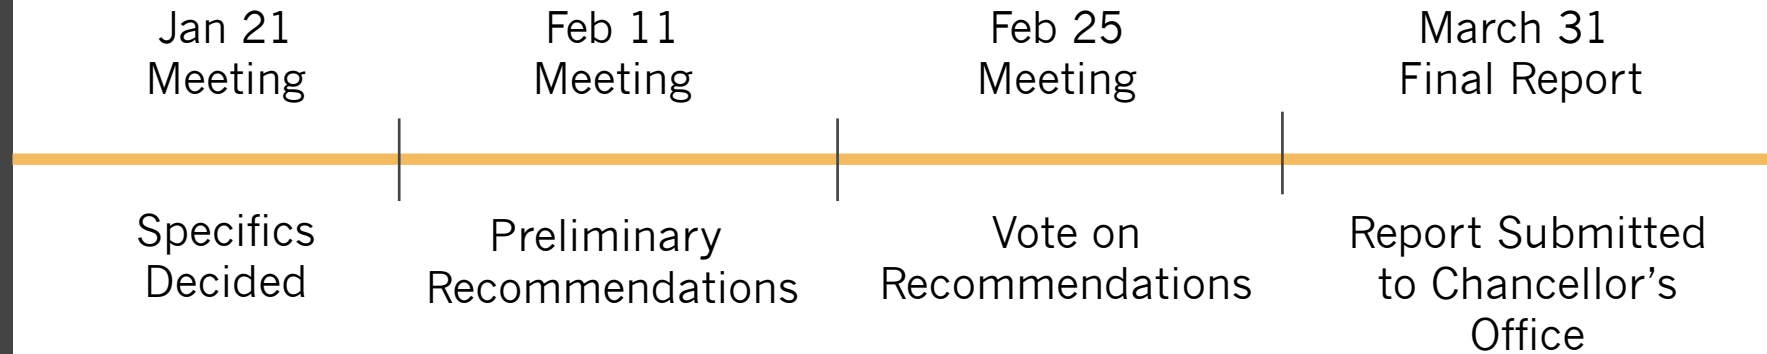 Jan 21
Meeting
Feb 11
Meeting
Feb 25
Meeting
March 31
Final Report
Specifics
Decided
Preliminary
Recommendations
Vote on
Recommendations
Report Submitted
to Chancellor’s
Office